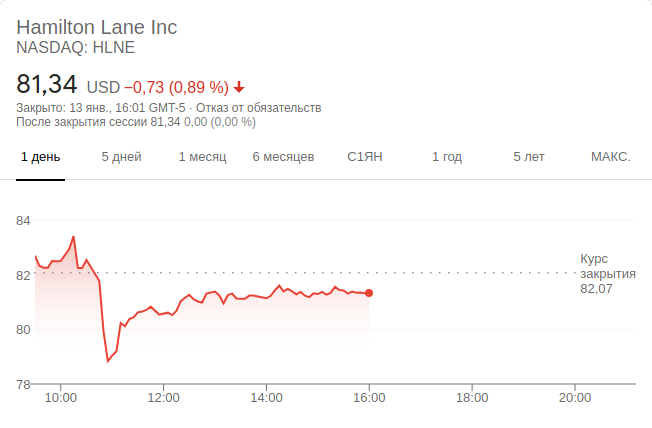 Hamilton Lane Inc
NASDAQ: HLNE
81,34 USD −0,73 (0,89 %)
Закрыто: 13 янв., 16:01 GMT-5 · Отказ от обязательств
После закрытия сессии 81,34 0,00 (0,00 %)
1 день 5 дней 1 месяц 6 месяцев С1ЯН 1 год 5 лет МАКС.
84
82
80
78
Курс
закрытия
82,07
10:00 12:00 14:00 16:00 18:00 20:00